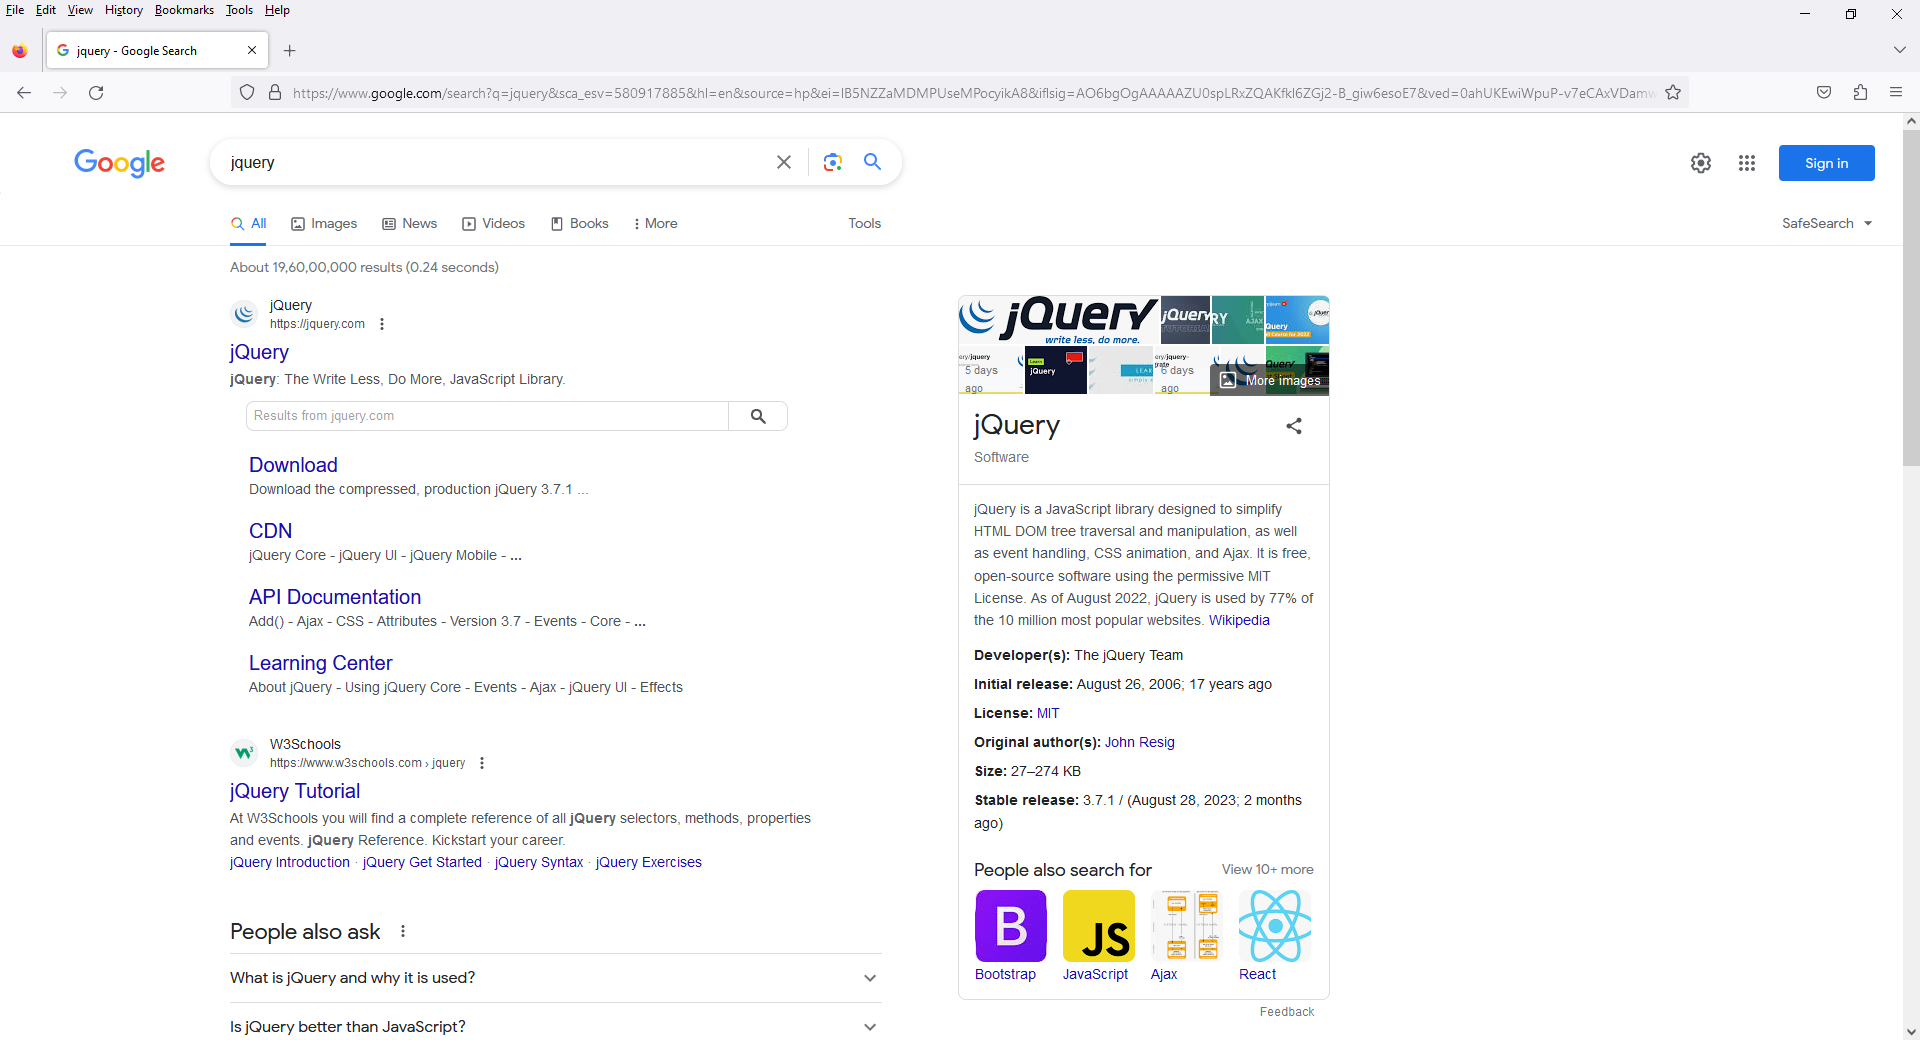 File Edit View History Bookmarks Tools Help
jquery - Google Search
https://www.google.com/search?q=jquery&sca_esv=580917885&hl=en&source=hp&ei=IB5NZZaMDMPUseMPocyikA8&iflsig=AO6bgOgAAAAAZU0spLRxZQAKfkl6ZGj2-B_giw6esoE7&ved=0ahUKEwiWpuP-v7eCAxVDamw
Google
jquery
Sign in
All Images News Videos Books More Tools SafeSearch
About 19,60,00,000 results (0.24 seconds)
jQuery
https://jquery.com
jQuery
jQuery: The Write Less, Do More, JavaScript Library.
Results from jquery.com
Download
Download the compressed, production jQuery 3.7.1 ...
CDN
jQuery Core - jQuery UI - jQuery Mobile - ...
API Documentation
Add() - Ajax - CSS - Attributes - Version 3.7 - Events - Core - ...
Learning Center
About jQuery - Using jQuery Core - Events - Ajax - jQuery UI - Effects
W3Schools
https://www.w3schools.com › jquery
jQuery Tutorial
At W3Schools you will find a complete reference of all jQuery selectors, methods, properties
and events. jQuery Reference. Kickstart your career.
jQuery Introduction · jQuery Get Started · jQuery Syntax · jQuery Exercises
People also ask
What is jQuery and why it is used?
Is jQuery better than JavaScript?
jQuery
write less, do more.
jQuery
TUTORIAL
RY
AJAX
Query
5 days
ago
Learn
jQuery
6 days
ago
More images
jQuery
Software
jQuery is a JavaScript library designed to simplify
HTML DOM tree traversal and manipulation, as well
as event handling, CSS animation, and Ajax. It is free,
open-source software using the permissive MIT
License. As of August 2022, jQuery is used by 77% of
the 10 million most popular websites. Wikipedia
Developer(s): The jQuery Team
Initial release: August 26, 2006; 17 years ago
License: MIT
Original author(s): John Resig
Size: 27–274 KB
Stable release: 3.7.1 / (August 28, 2023; 2 months
ago)
People also search for View 10+ more
B
JS
Bootstrap JavaScript Ajax React
Feedback